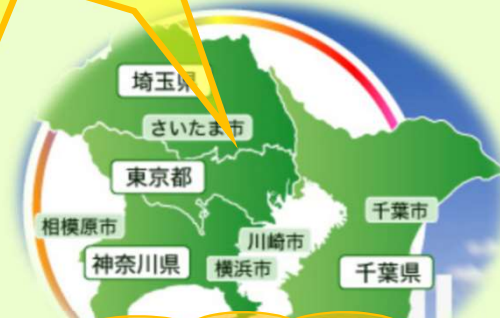 埼玉県
さいたま市
東京都
千葉市
相模原市
川崎市
神奈川県
横浜市
千葉県